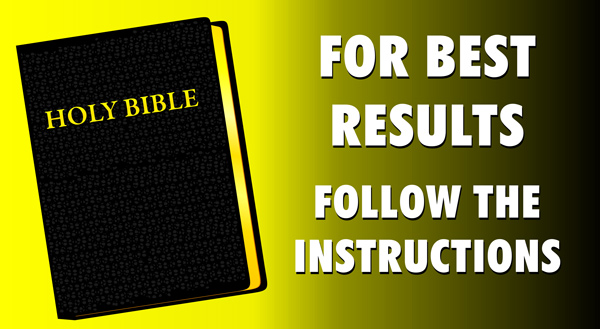 HOLY BIBLE
FOR BEST
RESULTS
FOLLOW THE
INSTRUCTIONS